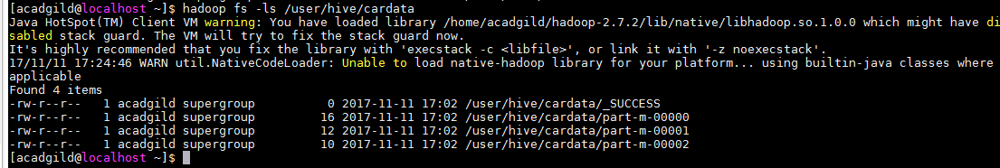 [acadgild@localhost ~]$ hadoop fs -ls /user/hive/cardata
Java HotSpot(TM) Client VM warning: You have loaded library /home/acadgild/hadoop-2.7.2/lib/native/libhadoop.so.1.0.0 which might have di
sabled stack guard. The VM will try to fix the stack guard now.
It's highly recommended that you fix the library with 'execstack -c <libfile>', or link it with '-z noexecstack'.
17/11/11 17:24:46 WARN util.NativeCodeLoader: Unable to load native-hadoop library for your platform... using builtin-java classes where
applicable
Found 4 items
-rw-r--r--   1 acadgild supergroup          0 2017-11-11 17:02 /user/hive/cardata/_SUCCESS
-rw-r--r--   1 acadgild supergroup         16 2017-11-11 17:02 /user/hive/cardata/part-m-00000
-rw-r--r--   1 acadgild supergroup         12 2017-11-11 17:02 /user/hive/cardata/part-m-00001
-rw-r--r--   1 acadgild supergroup         10 2017-11-11 17:02 /user/hive/cardata/part-m-00002
[acadgild@localhost ~]$